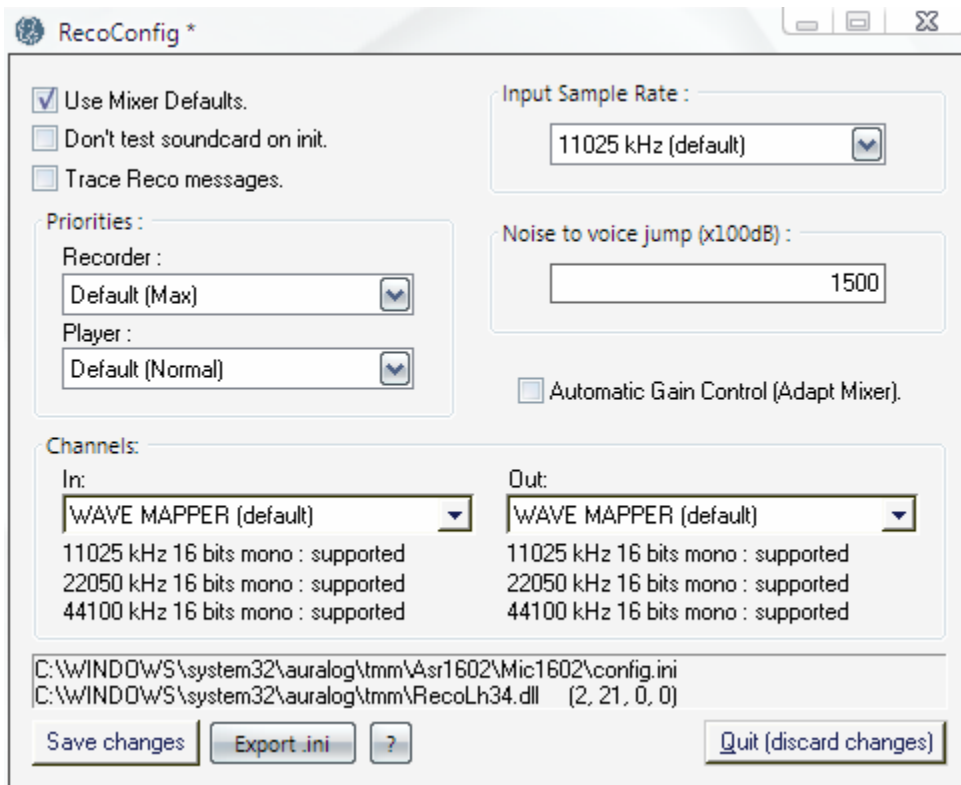 RecoConfig *
Use Mixer Defaults.
Don't test soundcard on init.
Trace Reco messages.
Input Sample Rate :
11025 kHz (default)
Priorities :
Recorder :
Default (Max)
Player :
Default (Normal)
Noise to voice jump (x100dB) :
1500
Automatic Gain Control (Adapt Mixer).
Channels:
In:
WAVE MAPPER (default)
11025 kHz 16 bits mono : supported
22050 kHz 16 bits mono : supported
44100 kHz 16 bits mono : supported
Out:
WAVE MAPPER (default)
11025 kHz 16 bits mono : supported
22050 kHz 16 bits mono : supported
44100 kHz 16 bits mono : supported
C:\WINDOWS\system32\auralog\tmm\Asr1602\Mic1602\config.ini
C:\WINDOWS\system32\auralog\tmm\RecoLh34.dll (2, 21, 0, 0)
Save changes
Export .ini
?
Quit (discard changes)